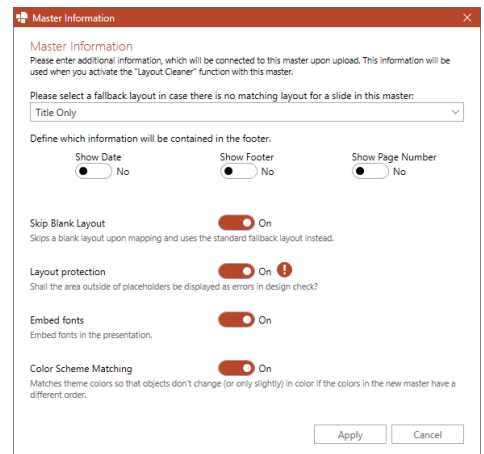 Master Information
Master Information
Please enter additional information, which will be connected to this master upon upload. This information will be
used when you activate the "Layout Cleaner" function with this master.
Please select a fallback layout in case there is no matching layout for a slide in this master:
Title Only
Define which information will be contained in the footer.
Show Date Show Footer Show Page Number
No No No
Skip Blank Layout On
Skips a blank layout upon mapping and uses the standard fallback layout instead.
Layout protection On !
Shall the area outside of placeholders be displayed as errors in design check?
Embed fonts On
Embed fonts in the presentation.
Color Scheme Matching On
Matches theme colors so that objects don't change (or only slightly) in color if the colors in the new master have a
different order.
Apply Cancel